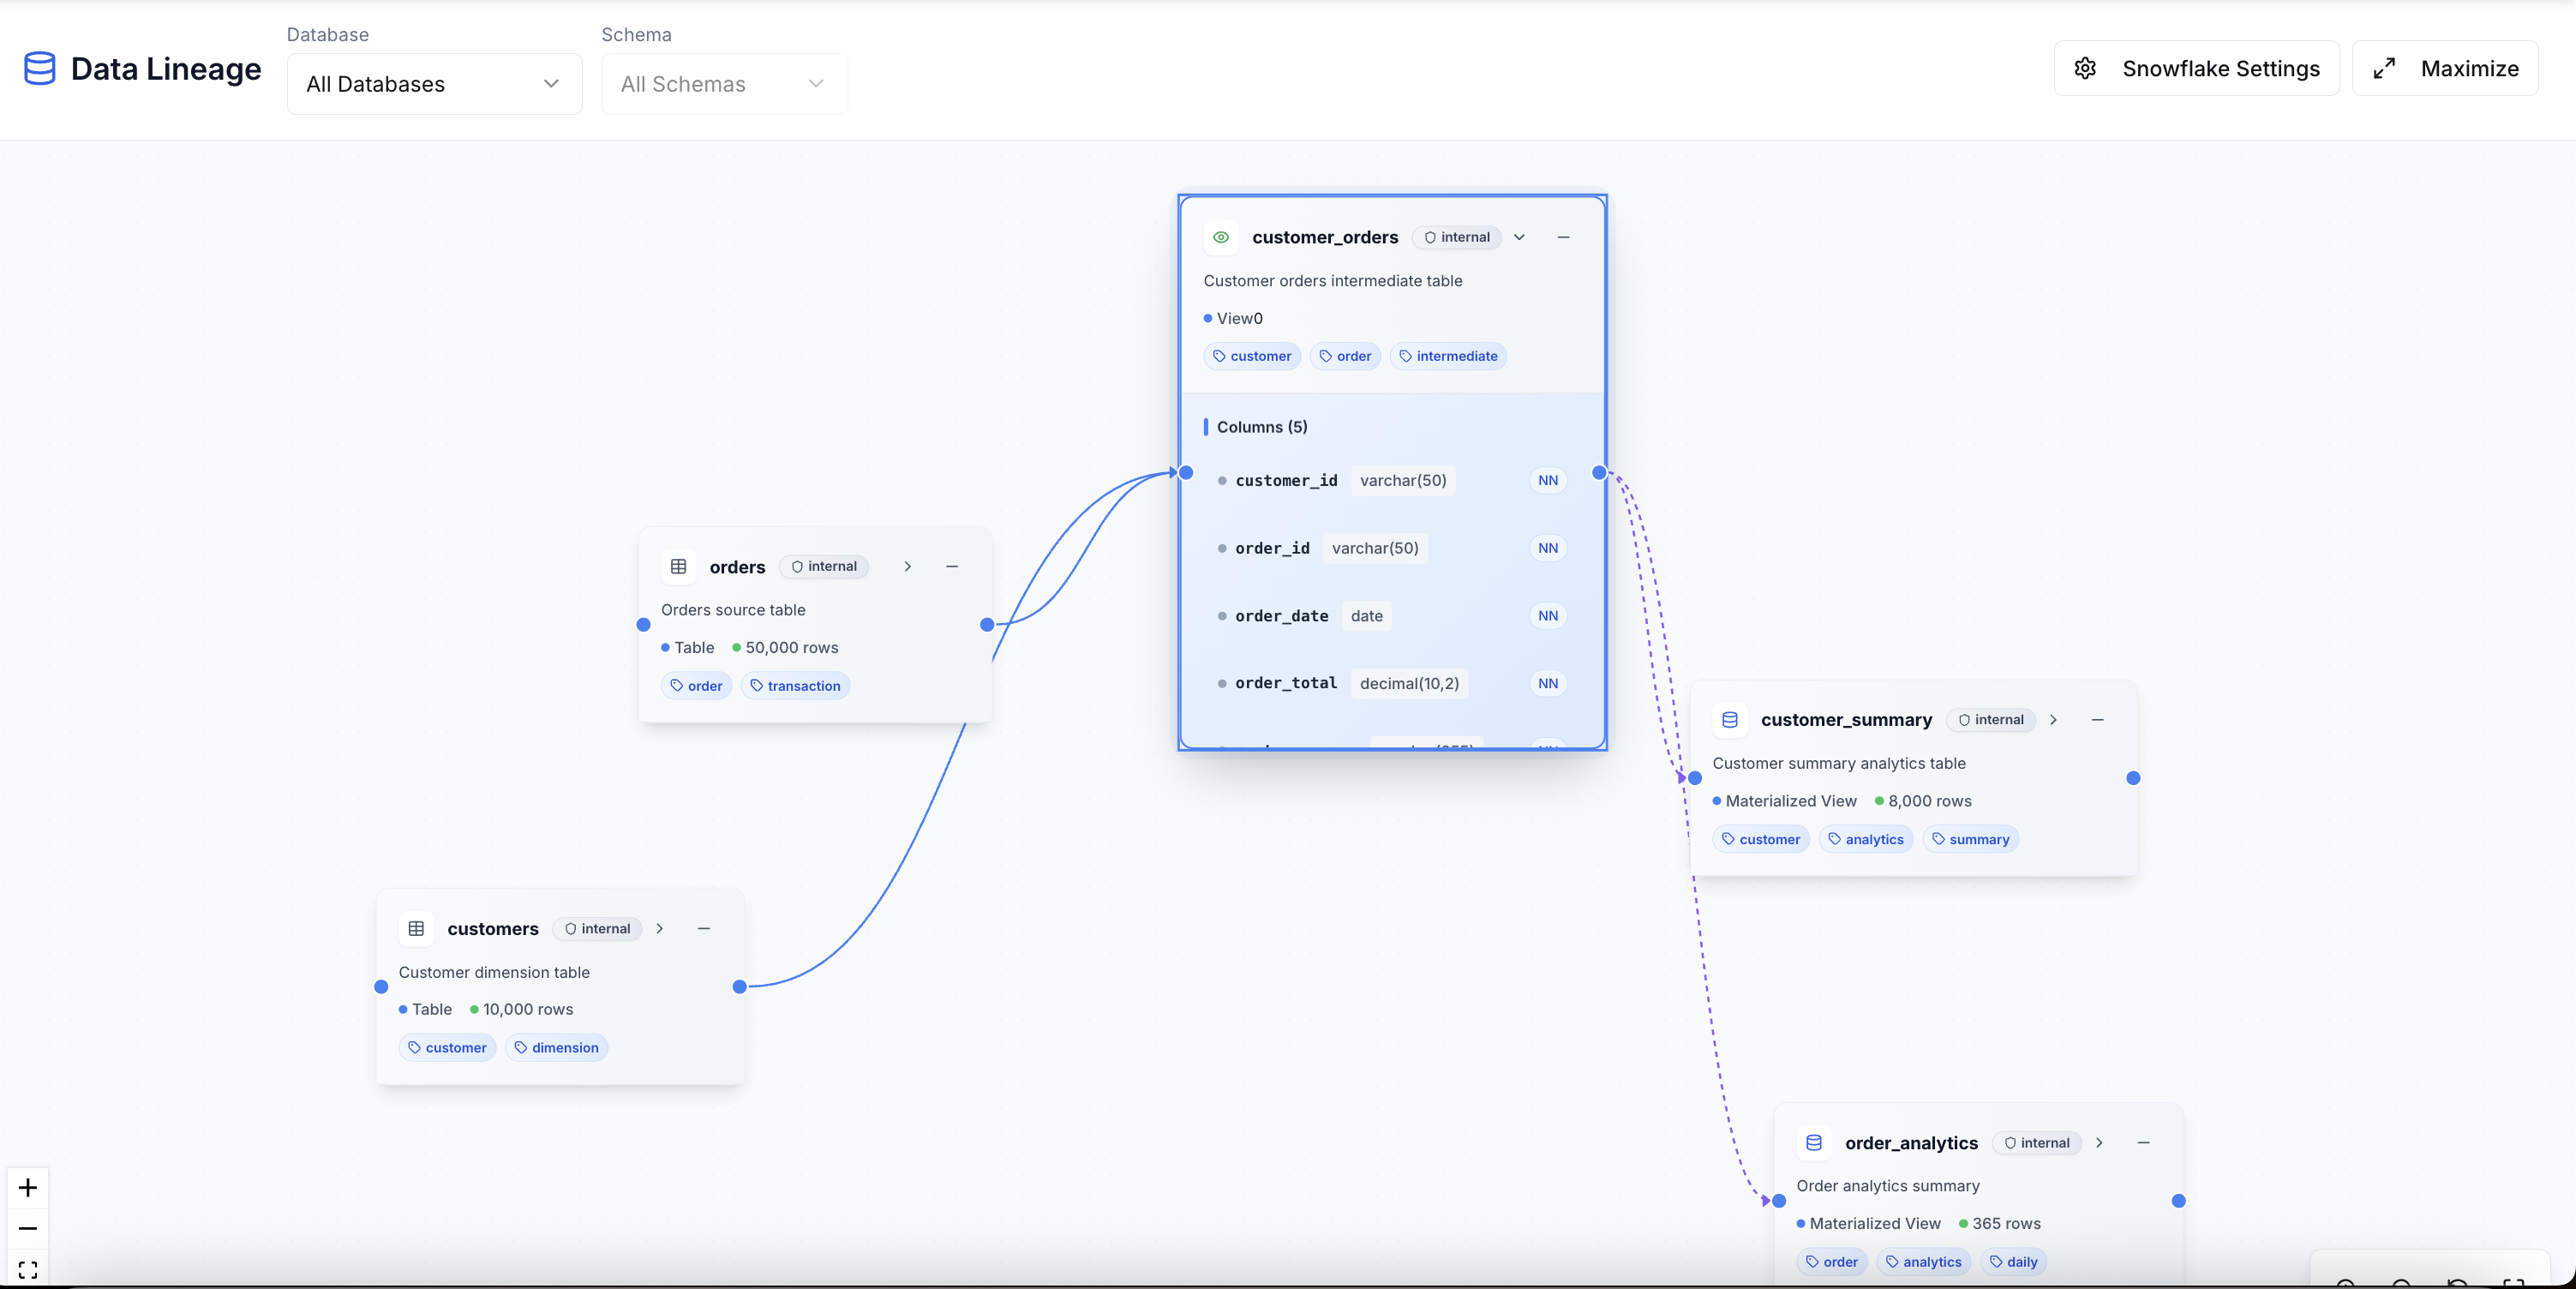 Data Lineage
Database
All Databases
Schema
All Schemas
Snowflake Settings
Maximize
customer_orders internal
Customer orders intermediate table
View0
customer order intermediate
Columns (5)
customer_id varchar(50) NN
order_id varchar(50) NN
order_date date NN
order_total decimal(10,2) NN
orders internal
Orders source table
Table 50,000 rows
order transaction
customers internal
Customer dimension table
Table 10,000 rows
customer dimension
customer_summary internal
Customer summary analytics table
Materialized View 8,000 rows
customer analytics summary
order_analytics internal
Order analytics summary
Materialized View 365 rows
order analytics daily